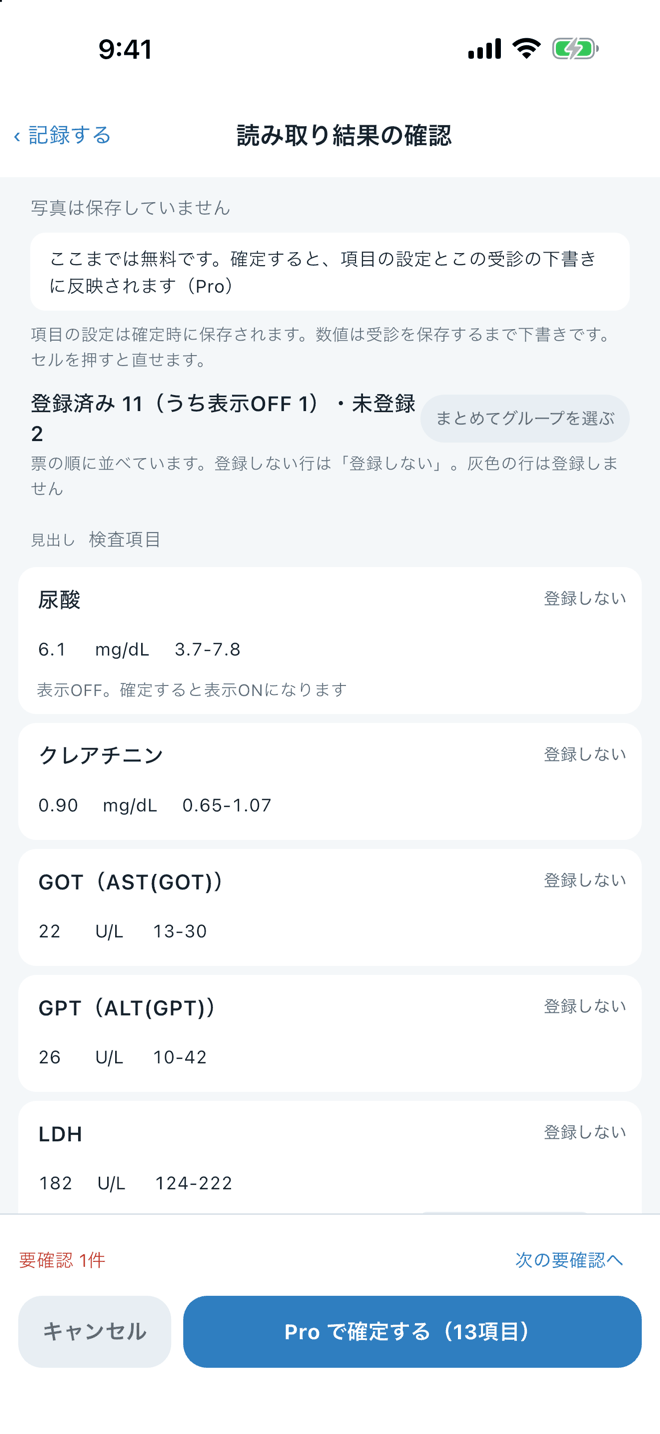 9:41
‹ 記録する
読み取り結果の確認
写真は保存していません
ここまでは無料です。確定すると、項目の設定とこの受診の下書き
に反映されます（Pro）
項目の設定は確定時に保存されます。数値は受診を保存するまで下書きです。
セルを押すと直せます。
登録済み 11（うち表示OFF 1）・未登録
2
まとめてグループを選ぶ
票の順に並べています。登録しない行は「登録しない」。灰色の行は登録しま
せん
見出し 検査項目
尿酸 登録しない
6.1 mg/dL 3.7-7.8
表示OFF。確定すると表示ONになります
クレアチニン 登録しない
0.90 mg/dL 0.65-1.07
GOT（AST(GOT)） 登録しない
22 U/L 13-30
GPT（ALT(GPT)） 登録しない
26 U/L 10-42
LDH 登録しない
182 U/L 124-222
要確認 1件 次の要確認へ
キャンセル Pro で確定する（13項目）